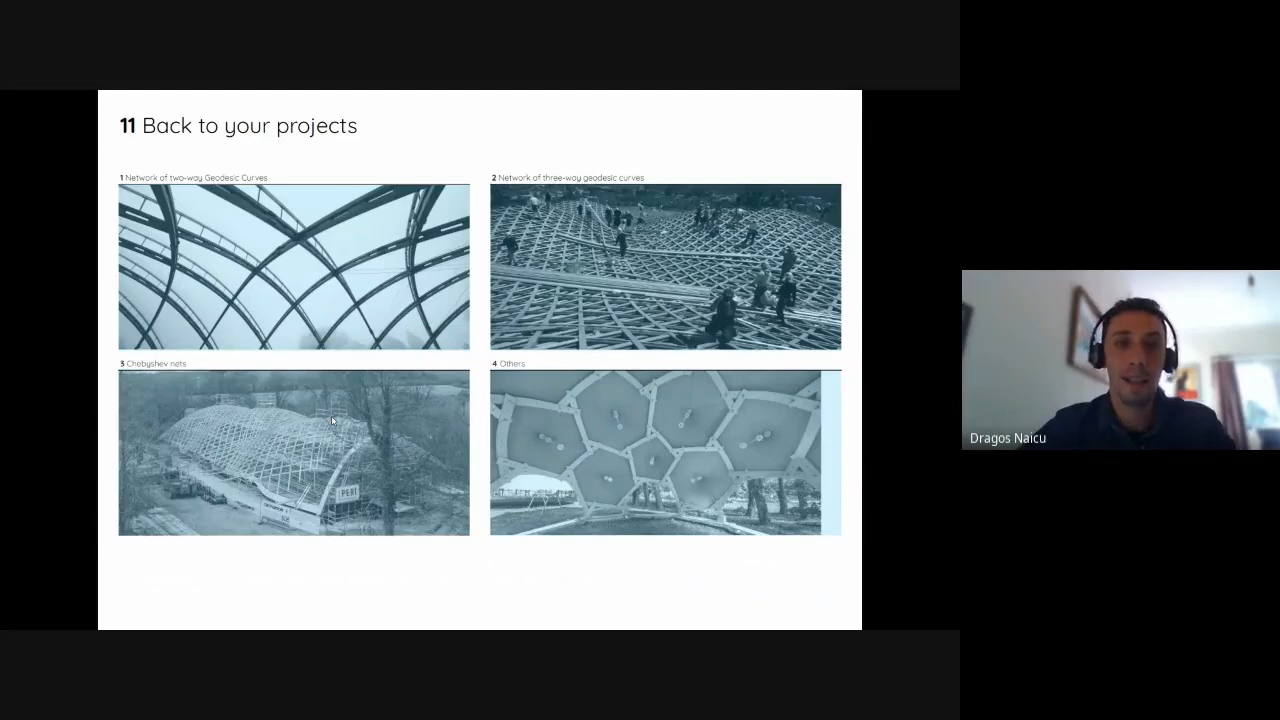 11 Back to your projects
1 Network of two-way Geodesic Curves
2 Network of three-way geodesic curves
3 Chebyshev nets
4 Others
PERI
Dragos Naicu